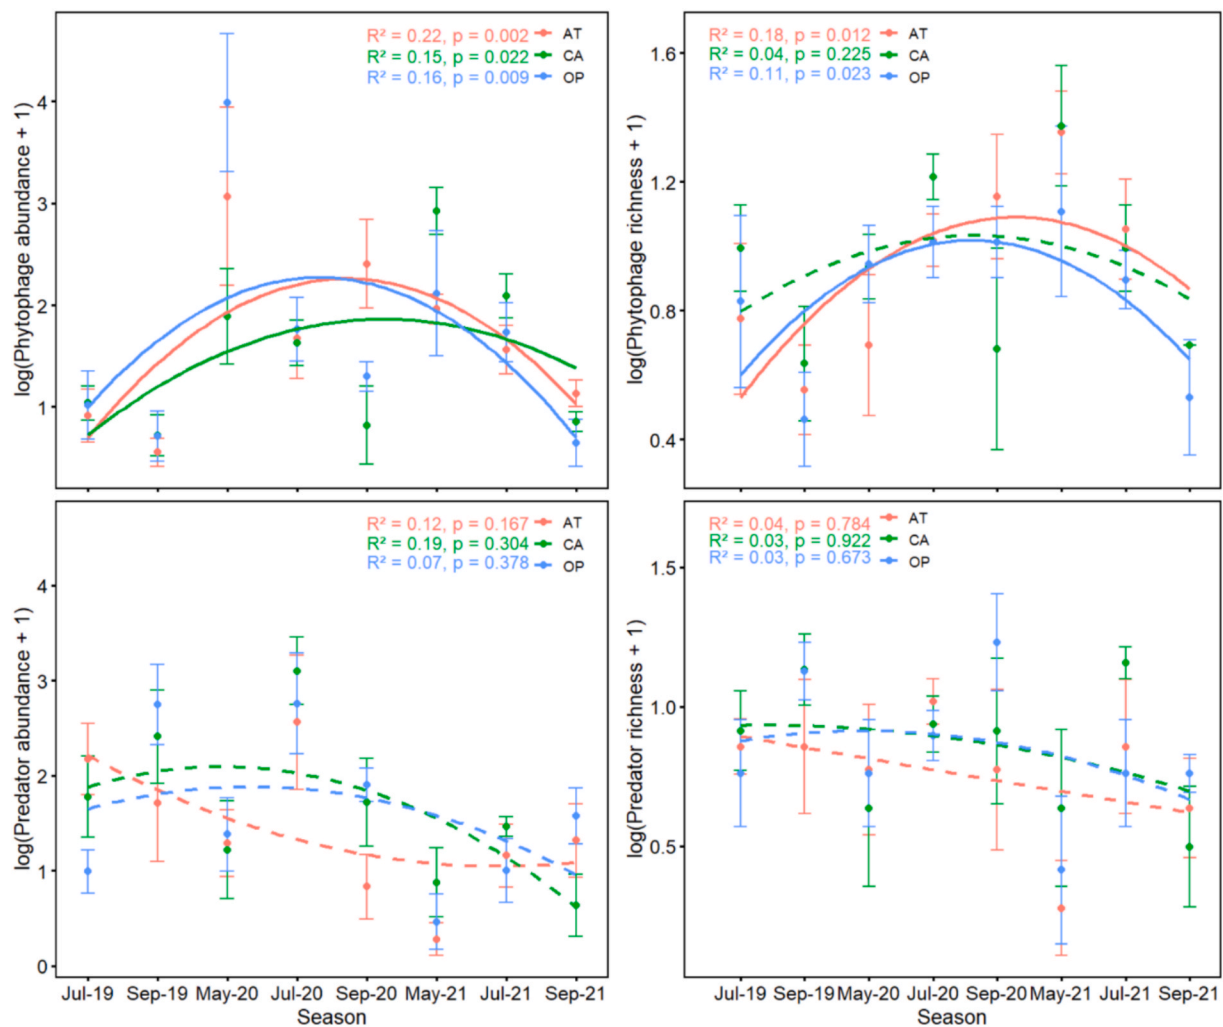 R² = 0.22, p = 0.002 AT
R² = 0.15, p = 0.022 CA
R² = 0.16, p = 0.009 OP
log(Phytophage abundance + 1)
4
3
2
1
R² = 0.18, p = 0.012 AT
R² = 0.04, p = 0.225 CA
R² = 0.11, p = 0.023 OP
log(Phytophage richness + 1)
1.6
1.2
0.8
0.4
R² = 0.12, p = 0.167 AT
R² = 0.19, p = 0.304 CA
R² = 0.07, p = 0.378 OP
log(Predator abundance + 1)
4
3
2
1
0
Jul-19 Sep-19 May-20 Jul-20 Sep-20 May-21 Jul-21 Sep-21
Season
R² = 0.04, p = 0.784 AT
R² = 0.03, p = 0.922 CA
R² = 0.03, p = 0.673 OP
log(Predator richness + 1)
1.5
1.0
0.5
Jul-19 Sep-19 May-20 Jul-20 Sep-20 May-21 Jul-21 Sep-21
Season